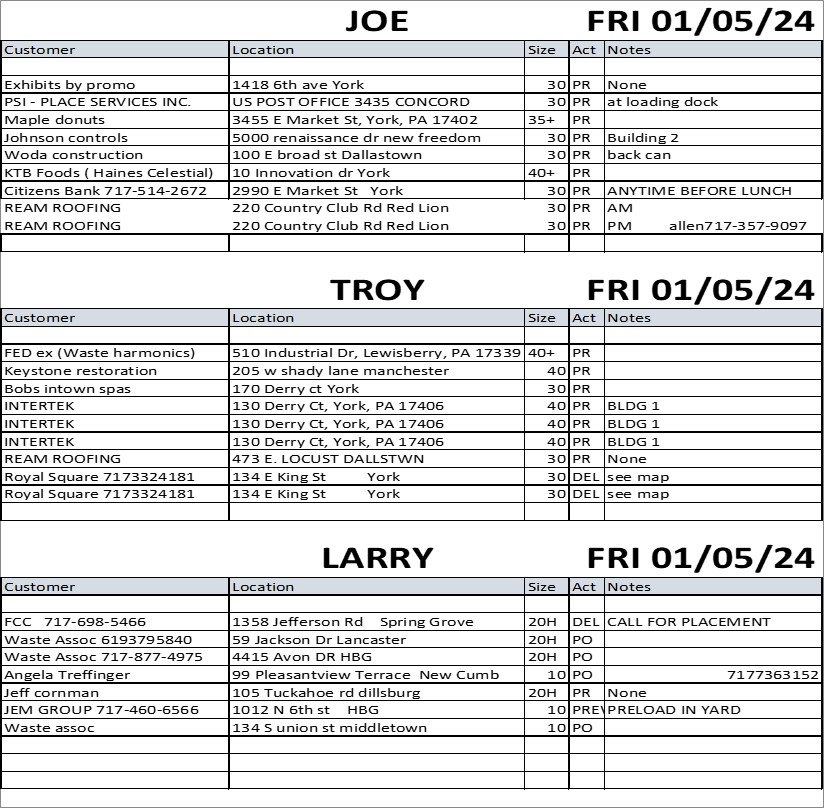 JOE FRI 01/05/24
Customer Location Size Act Notes
Exhibits by promo 1418 6th ave York 30 PR None
PSI - PLACE SERVICES INC. US POST OFFICE 3435 CONCORD 30 PR at loading dock
Maple donuts 3455 E Market St, York, PA 17402 35+ PR
Johnson controls 5000 renaissance dr new freedom 30 PR Building 2
Woda construction 100 E broad st Dallastown 30 PR back can
KTB Foods ( Haines Celestial) 10 Innovation dr York 40+ PR
Citizens Bank 717-514-2672 2990 E Market St York 30 PR ANYTIME BEFORE LUNCH
REAM ROOFING 220 Country Club Rd Red Lion 30 PR AM
REAM ROOFING 220 Country Club Rd Red Lion 30 PR PM allen717-357-9097
TROY FRI 01/05/24
Customer Location Size Act Notes
FED ex (Waste harmonics) 510 Industrial Dr, Lewisberry, PA 17339 40+ PR
Keystone restoration 205 w shady lane manchester 40 PR
Bobs intown spas 170 Derry ct York 30 PR
INTERTEK 130 Derry Ct, York, PA 17406 40 PR BLDG 1
INTERTEK 130 Derry Ct, York, PA 17406 40 PR BLDG 1
INTERTEK 130 Derry Ct, York, PA 17406 40 PR BLDG 1
REAM ROOFING 473 E. LOCUST DALLSTWN 30 PR None
Royal Square 7173324181 134 E King St York 30 DEL see map
Royal Square 7173324181 134 E King St York 30 DEL see map
LARRY FRI 01/05/24
Customer Location Size Act Notes
FCC 717-698-5466 1358 Jefferson Rd Spring Grove 20H DEL CALL FOR PLACEMENT
Waste Assoc 6193795840 59 Jackson Dr Lancaster 20H PO
Waste Assoc 717-877-4975 4415 Avon DR HBG 20H PO
Angela Treffinger 99 Pleasantview Terrace New Cumb 10 PO 7177363152
Jeff cornman 105 Tuckahoe rd dillsburg 20H PR None
JEM GROUP 717-460-6566 1012 N 6th st HBG 10 PREV PRELOAD IN YARD
Waste assoc 134 S union st middletown 10 PO